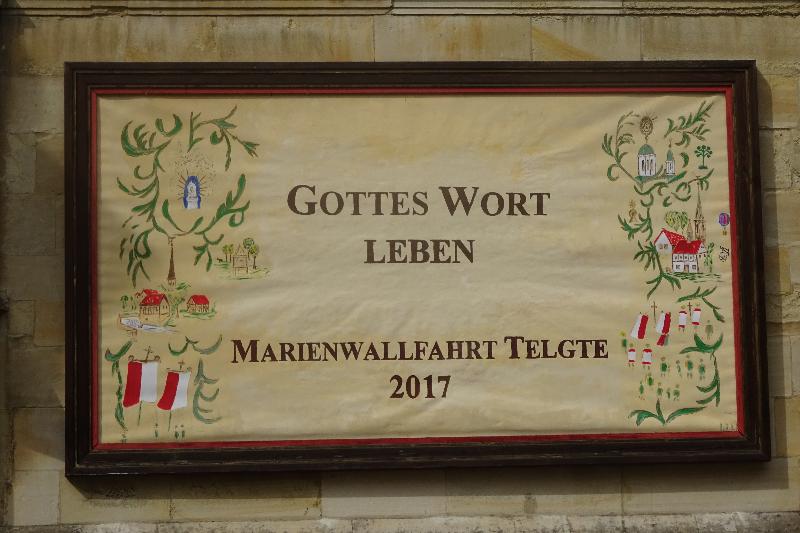 GOTTES WORT
LEBEN
MARIENWALLFAHRT TELGTE
2017